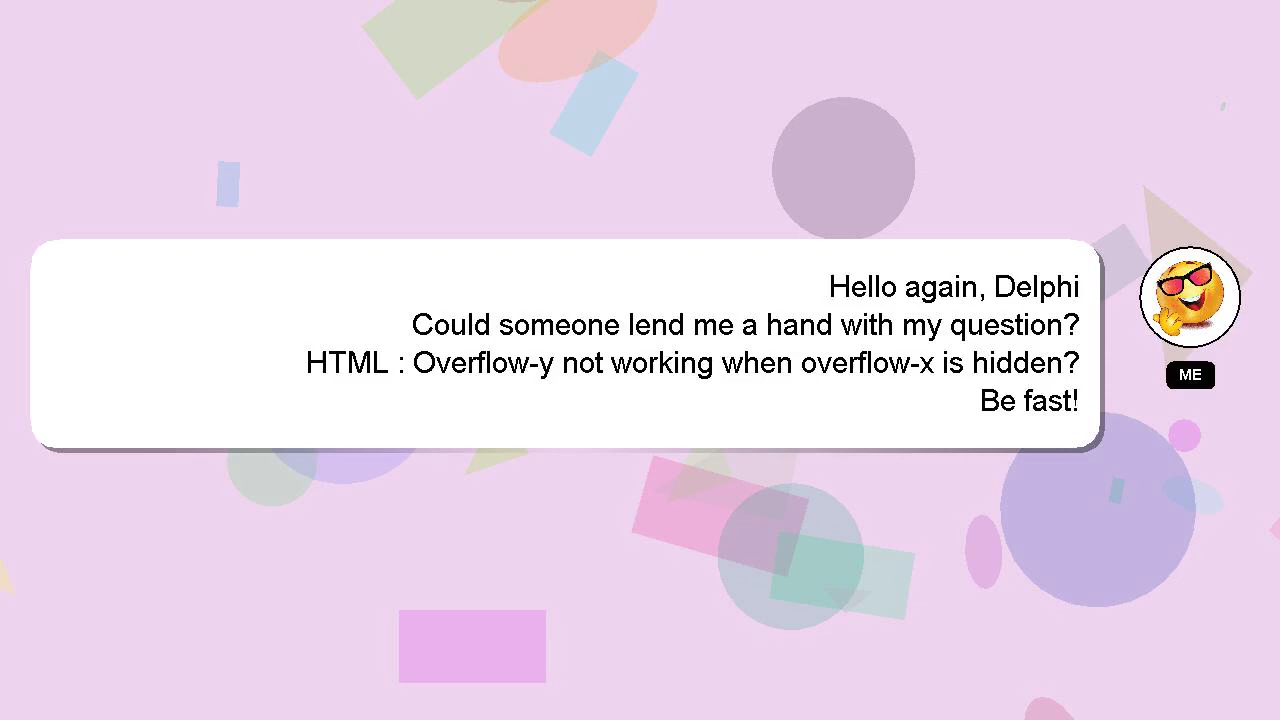 Hello again, Delphi
Could someone lend me a hand with my question?
HTML : Overflow-y not working when overflow-x is hidden?
Be fast!
ME